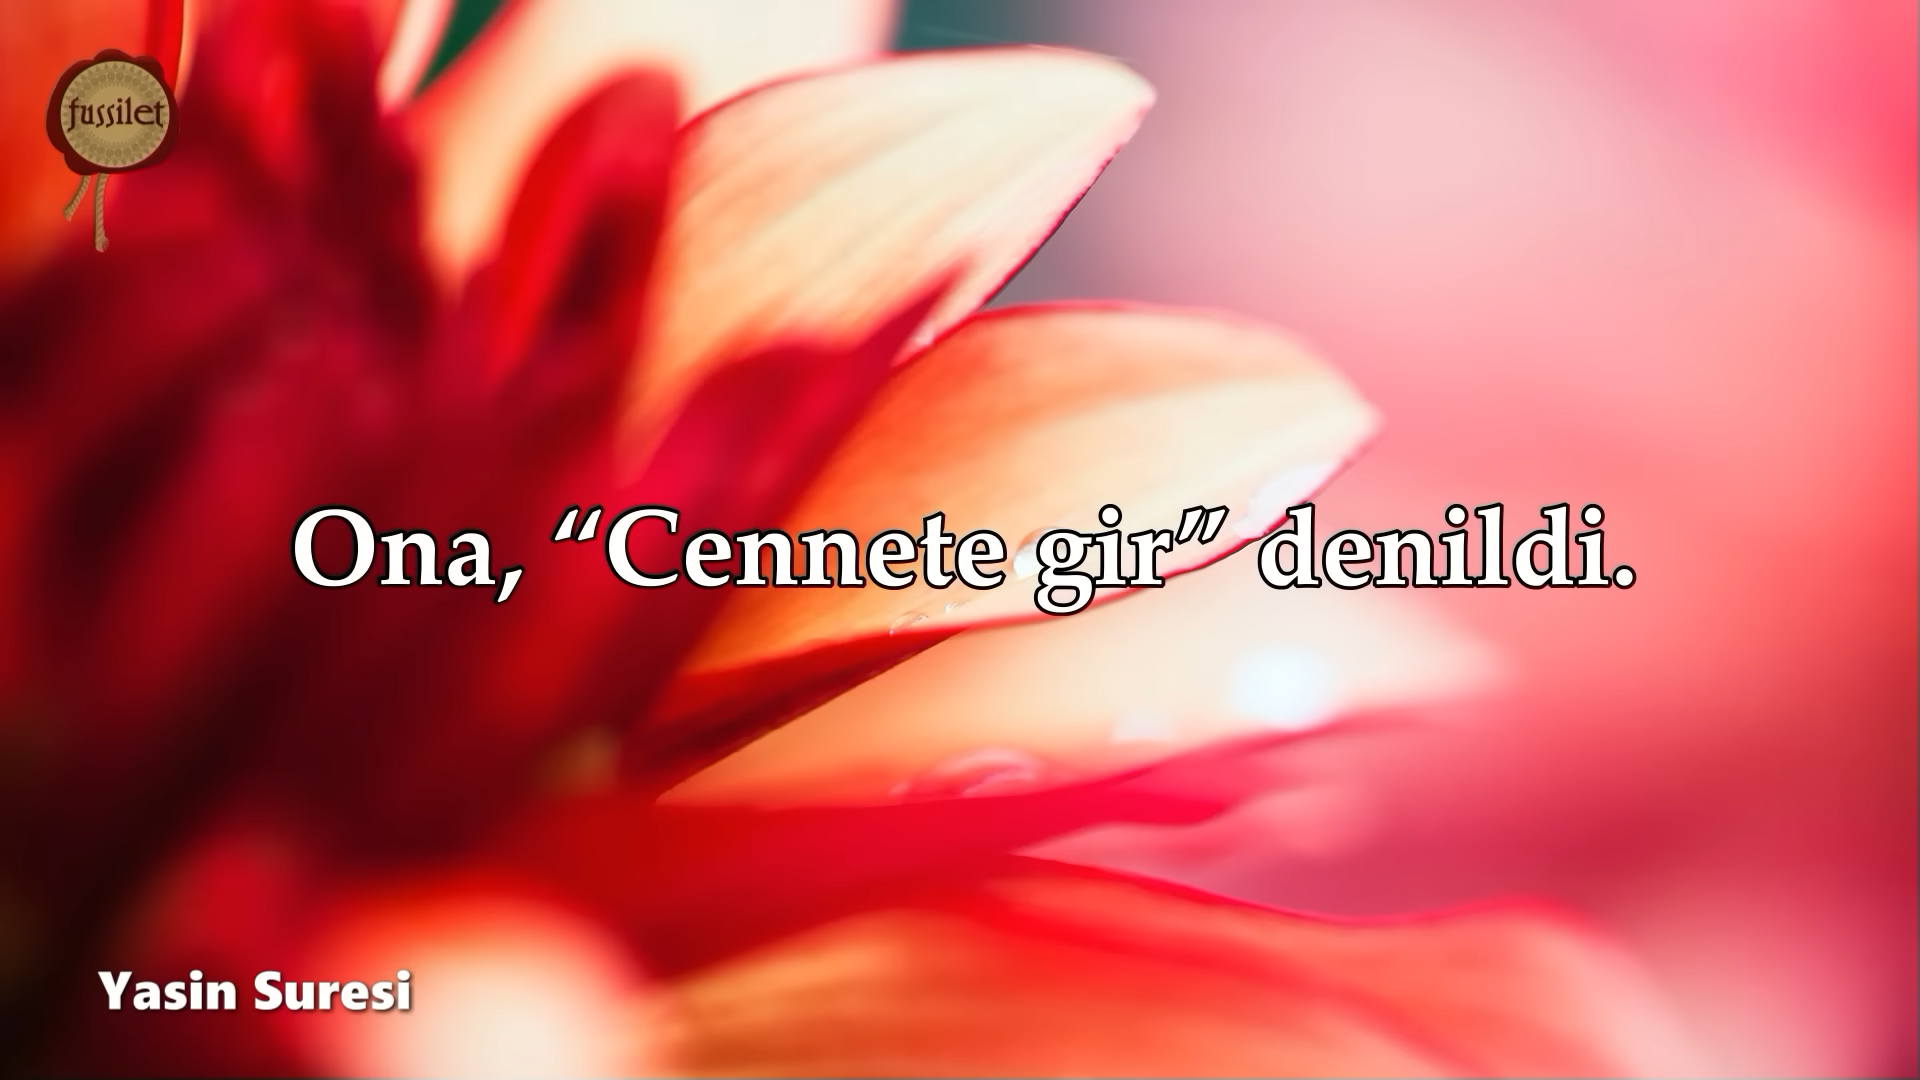 fussilet
Ona, “Cennete gir” denildi.
Yasin Suresi